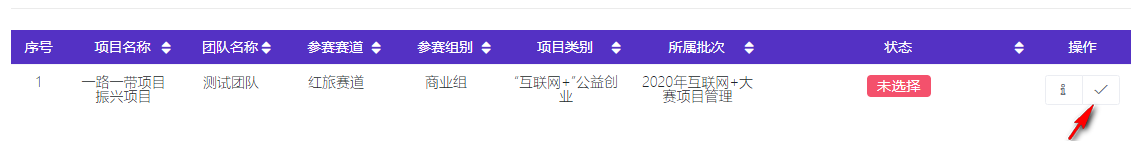 序号 项目名称 团队名称 参赛赛道 参赛组别 项目类别 所属批次 状态 操作
1 一路一带项目 测试团队 红旅赛道 商业组 “互联网+”公益创 2020年互联网+大 未选择
振兴项目 业 赛项目管理